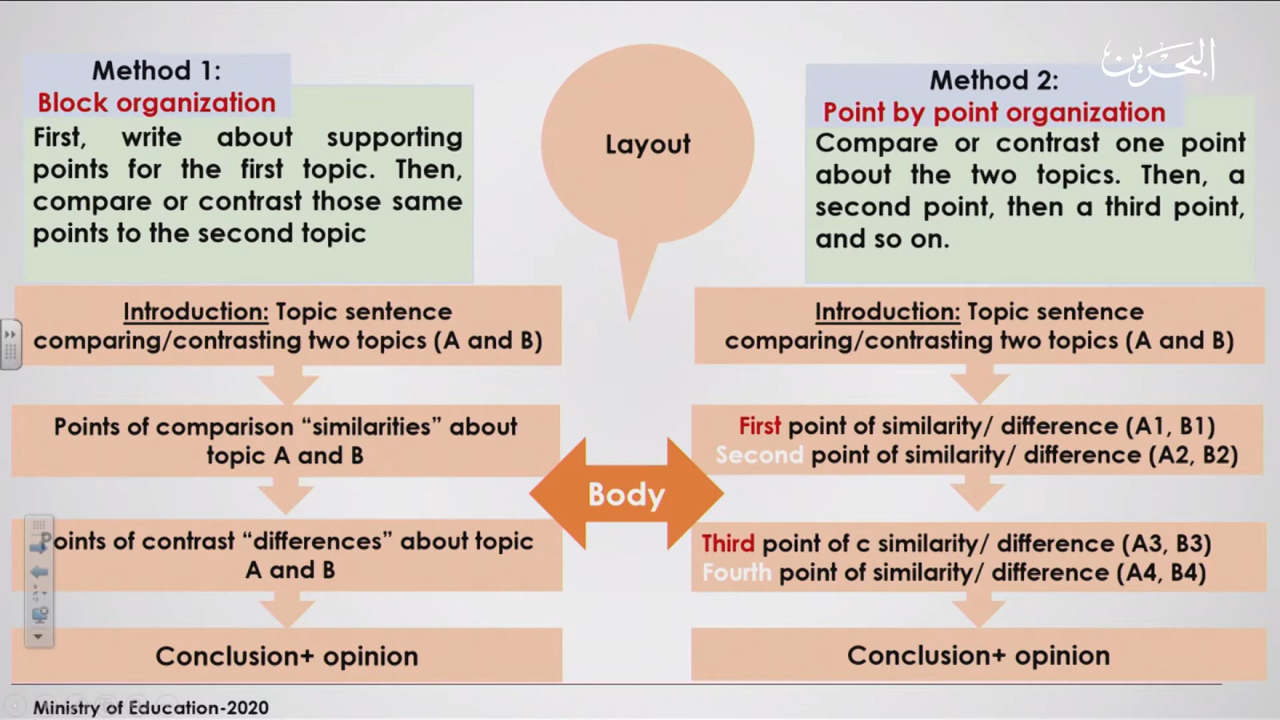 البحرين
Method 1:
Block organization
First, write about supporting
points for the first topic. Then,
compare or contrast those same
points to the second topic
Layout
Method 2:
Point by point organization
Compare or contrast one point
about the two topics. Then, a
second point, then a third point,
and so on.
Introduction: Topic sentence
comparing/contrasting two topics (A and B)
Points of comparison “similarities” about
topic A and B
Points of contrast “differences” about topic
A and B
Conclusion+ opinion
Body
Introduction: Topic sentence
comparing/contrasting two topics (A and B)
First point of similarity/ difference (A1, B1)
Second point of similarity/ difference (A2, B2)
Third point of c similarity/ difference (A3, B3)
Fourth point of similarity/ difference (A4, B4)
Conclusion+ opinion
Ministry of Education-2020